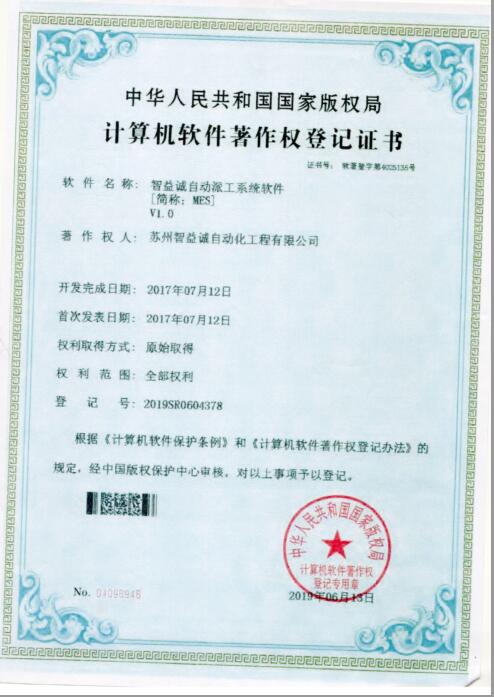 中华人民共和国国家版权局
计算机软件著作权登记证书
证书号： 软著登字第4025135号
软件名称： 智益诚自动派工系统软件
[简称：MES]
V1.0
著作权人： 苏州智益诚自动化工程有限公司
开发完成日期： 2017年07月12日
首次发表日期： 2017年07月12日
权利取得方式： 原始取得
权利范围： 全部权利
登记号： 2019SR0604378
根据《计算机软件保护条例》和《计算机软件著作权登记办法》的
规定，经中国版权保护中心审核，对以上事项予以登记。
中华人民共和国国家版权局
计算机软件著作权
登记专用章
No. 04098948
2019年06月13日